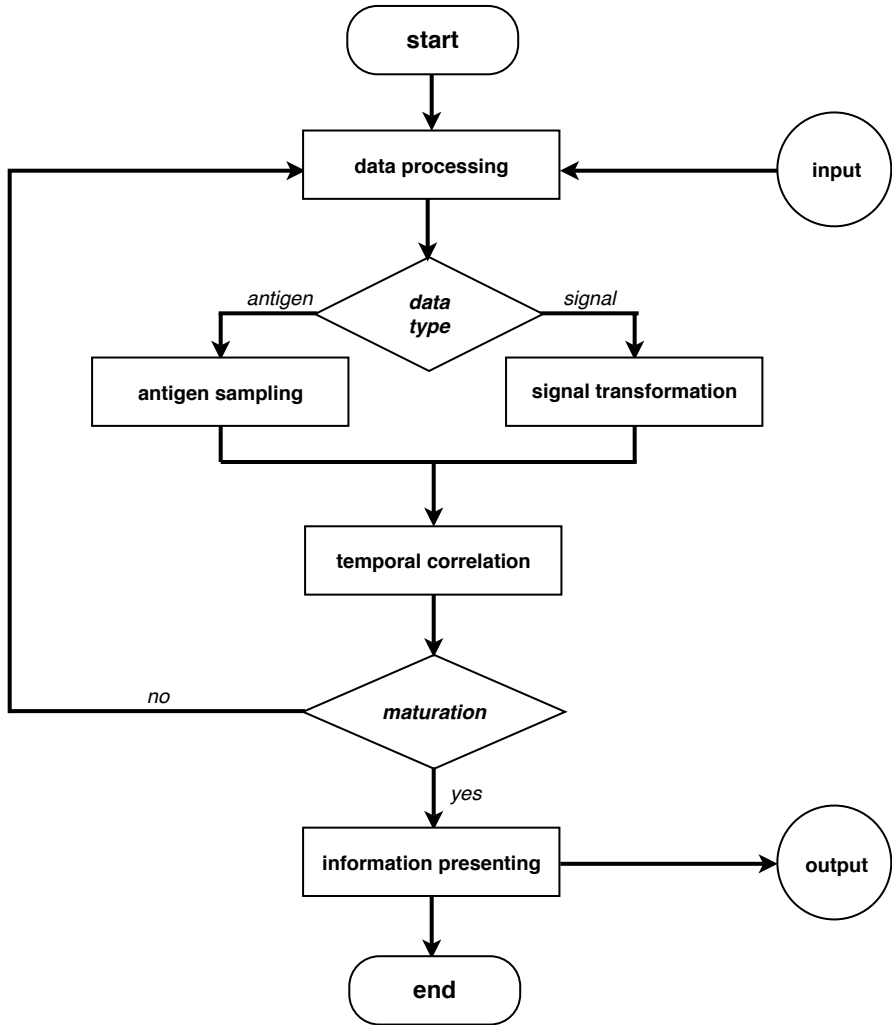 start
data processing
input
antigen
data
type
signal
antigen sampling
signal transformation
temporal correlation
no
maturation
yes
information presenting
output
end